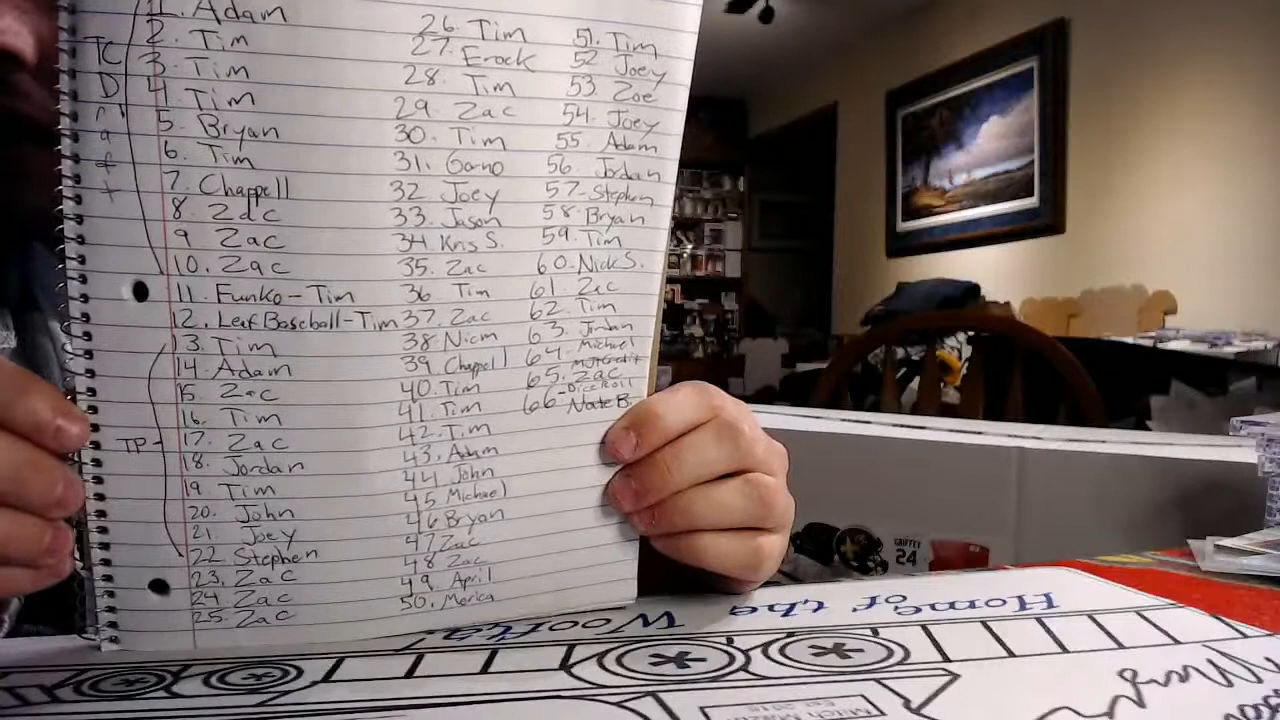 1. Adam
2. Tim
3. Tim
4. Tim
5. Bryan
6. Tim
7. Chappell
8. Zac
9. Zac
10. Zac
11. Funko - Tim
12. Leaf Baseball - Tim
13. Tim
14. Adam
15. Zac
16. Tim
17. Zac
18. Jordan
19. Tim
20. John
21. Joey
22. Stephen
23. Zac
24. Zac
25. Zac
TC
D
r
a
f
t
TP
26. Tim
27. Erock
28. Tim
29. Zac
30. Tim
31. Gano
32. Joey
33. Jason
34. Kris S.
35. Zac
36 Tim
37. Zac
38. Nicm
39. Chappell
40. Tim
41. Tim
42. Tim
43. Adam
44 John
45 Michael
46 Bryan
47 Zac
48 Zac
49. April
50. Monica
51. Tim
52 Joey
53. Zoe
54. Joey
55. Adam
56. Jordan
57 - Stephen
58. Bryan
59. Tim
60. Nick S.
61. Zac
62. Tim
63. Jordan
64. Michael
65. Zac
66 - Dice Roll
Nate B.
GRIFFEY
24
Home of the
Woofta!